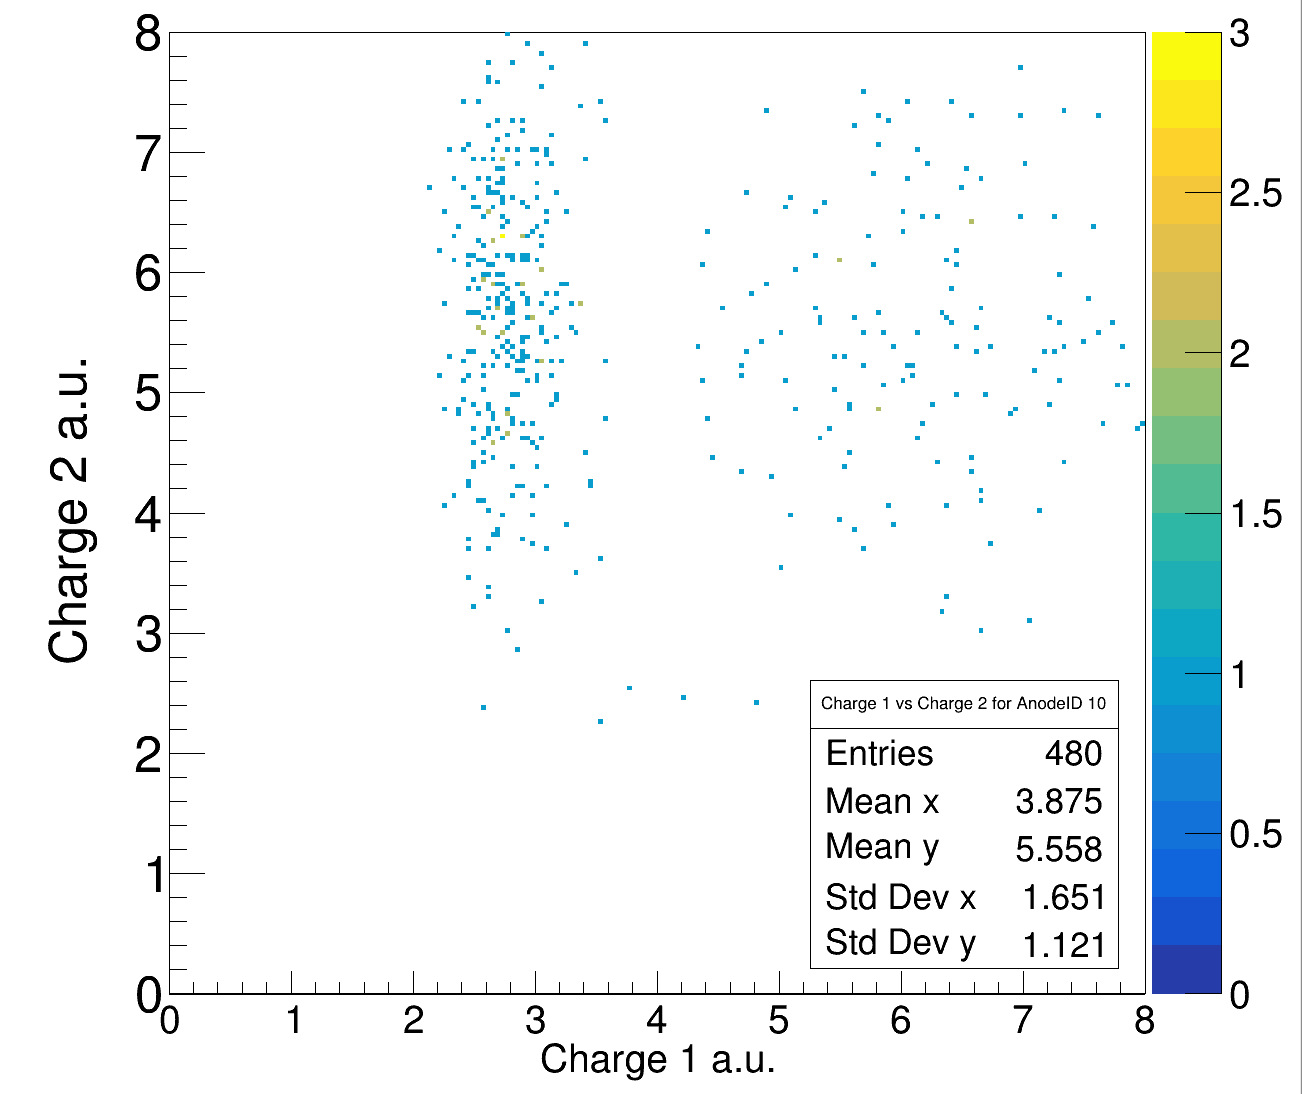 8
7
6
5
4
3
2
1
0
Charge 2 a.u.
0 1 2 3 4 5 6 7 8
Charge 1 a.u.
3
2.5
2
1.5
1
0.5
0
Charge 1 vs Charge 2 for AnodeID 10
Entries 480
Mean x 3.875
Mean y 5.558
Std Dev x 1.651
Std Dev y 1.121